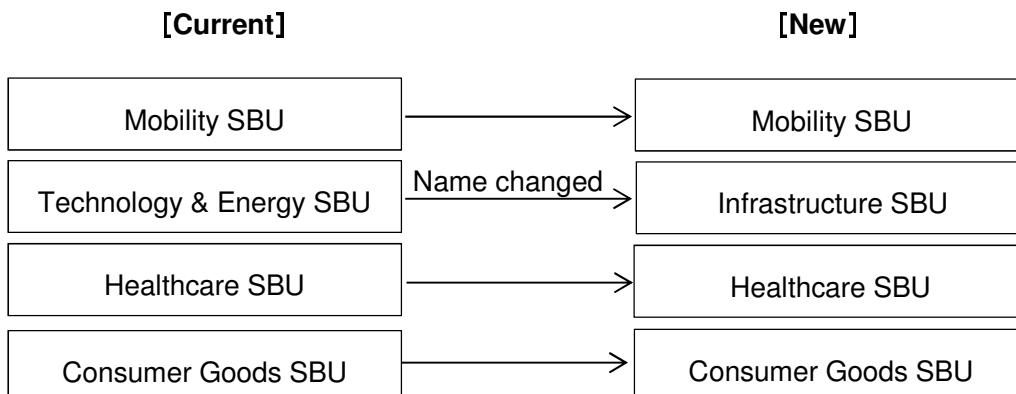 [Current] [New]
Mobility SBU Mobility SBU
Name changed
Technology & Energy SBU Infrastructure SBU
Healthcare SBU Healthcare SBU
Consumer Goods SBU Consumer Goods SBU